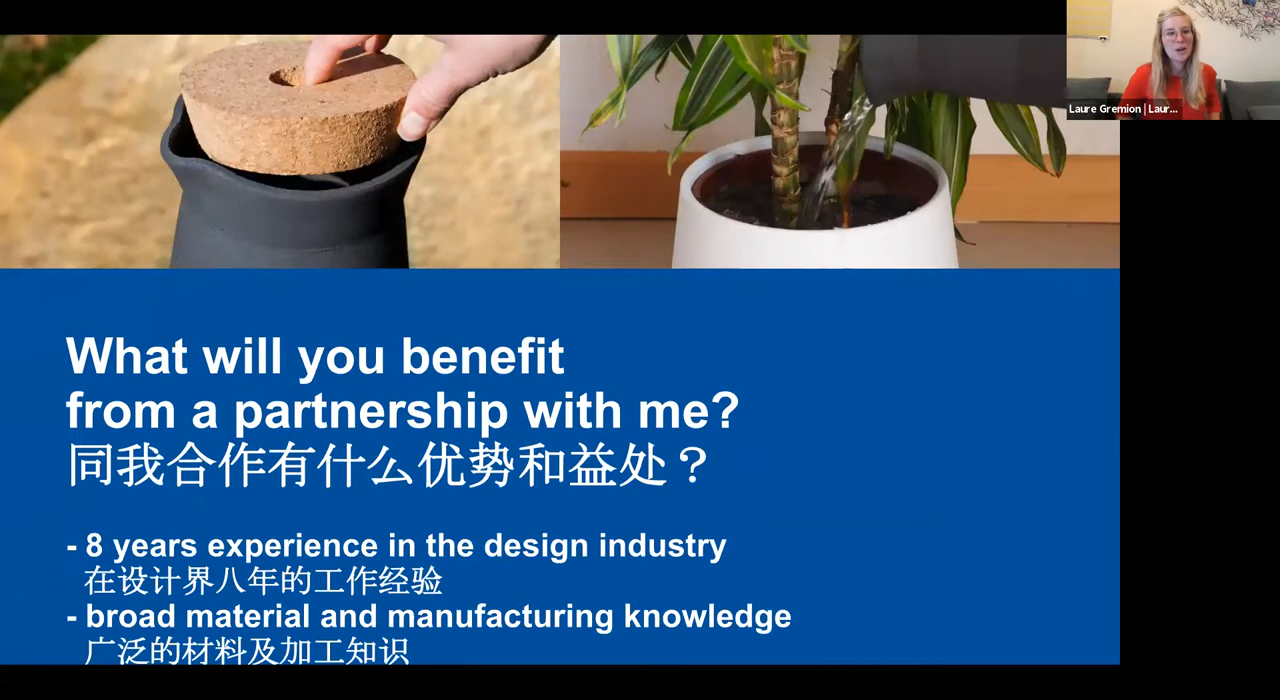 Laure Gremion | Laur...
What will you benefit
from a partnership with me?
同我合作有什么优势和益处？
- 8 years experience in the design industry
在设计界八年的工作经验
- broad material and manufacturing knowledge
广泛的材料及加工知识